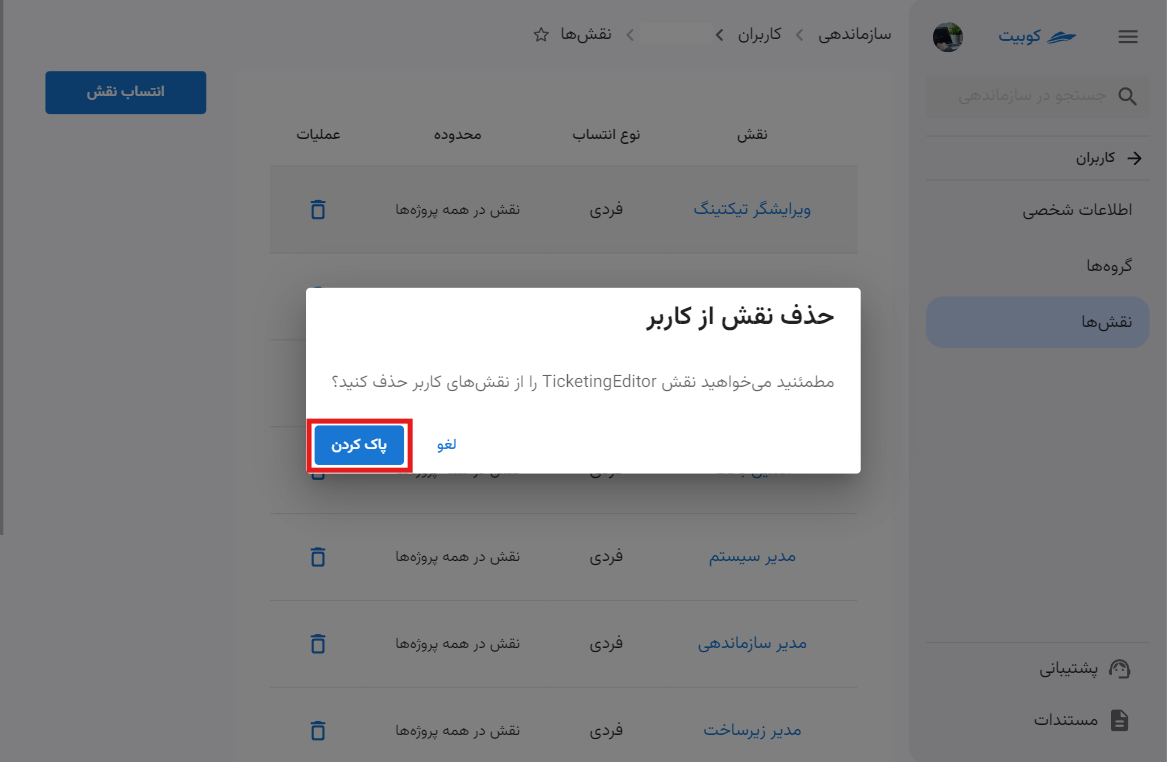 کوبیت
سازماندهی
کاربران
نقش‌ها
جستجو در سازماندهی
کاربران
اطلاعات شخصی
گروه‌ها
نقش‌ها
پشتیبانی
مستندات
انتساب نقش
نقش نوع انتساب محدوده عملیات
ویرایشگر تیکتینگ فردی نقش در همه پروژه‌ها
حذف نقش از کاربر
مطمئنید می‌خواهید نقش TicketingEditor را از نقش‌های کاربر حذف کنید؟
لغو پاک کردن
مدیر سیستم فردی نقش در همه پروژه‌ها
مدیر سازماندهی فردی نقش در همه پروژه‌ها
مدیر زیرساخت فردی نقش در همه پروژه‌ها